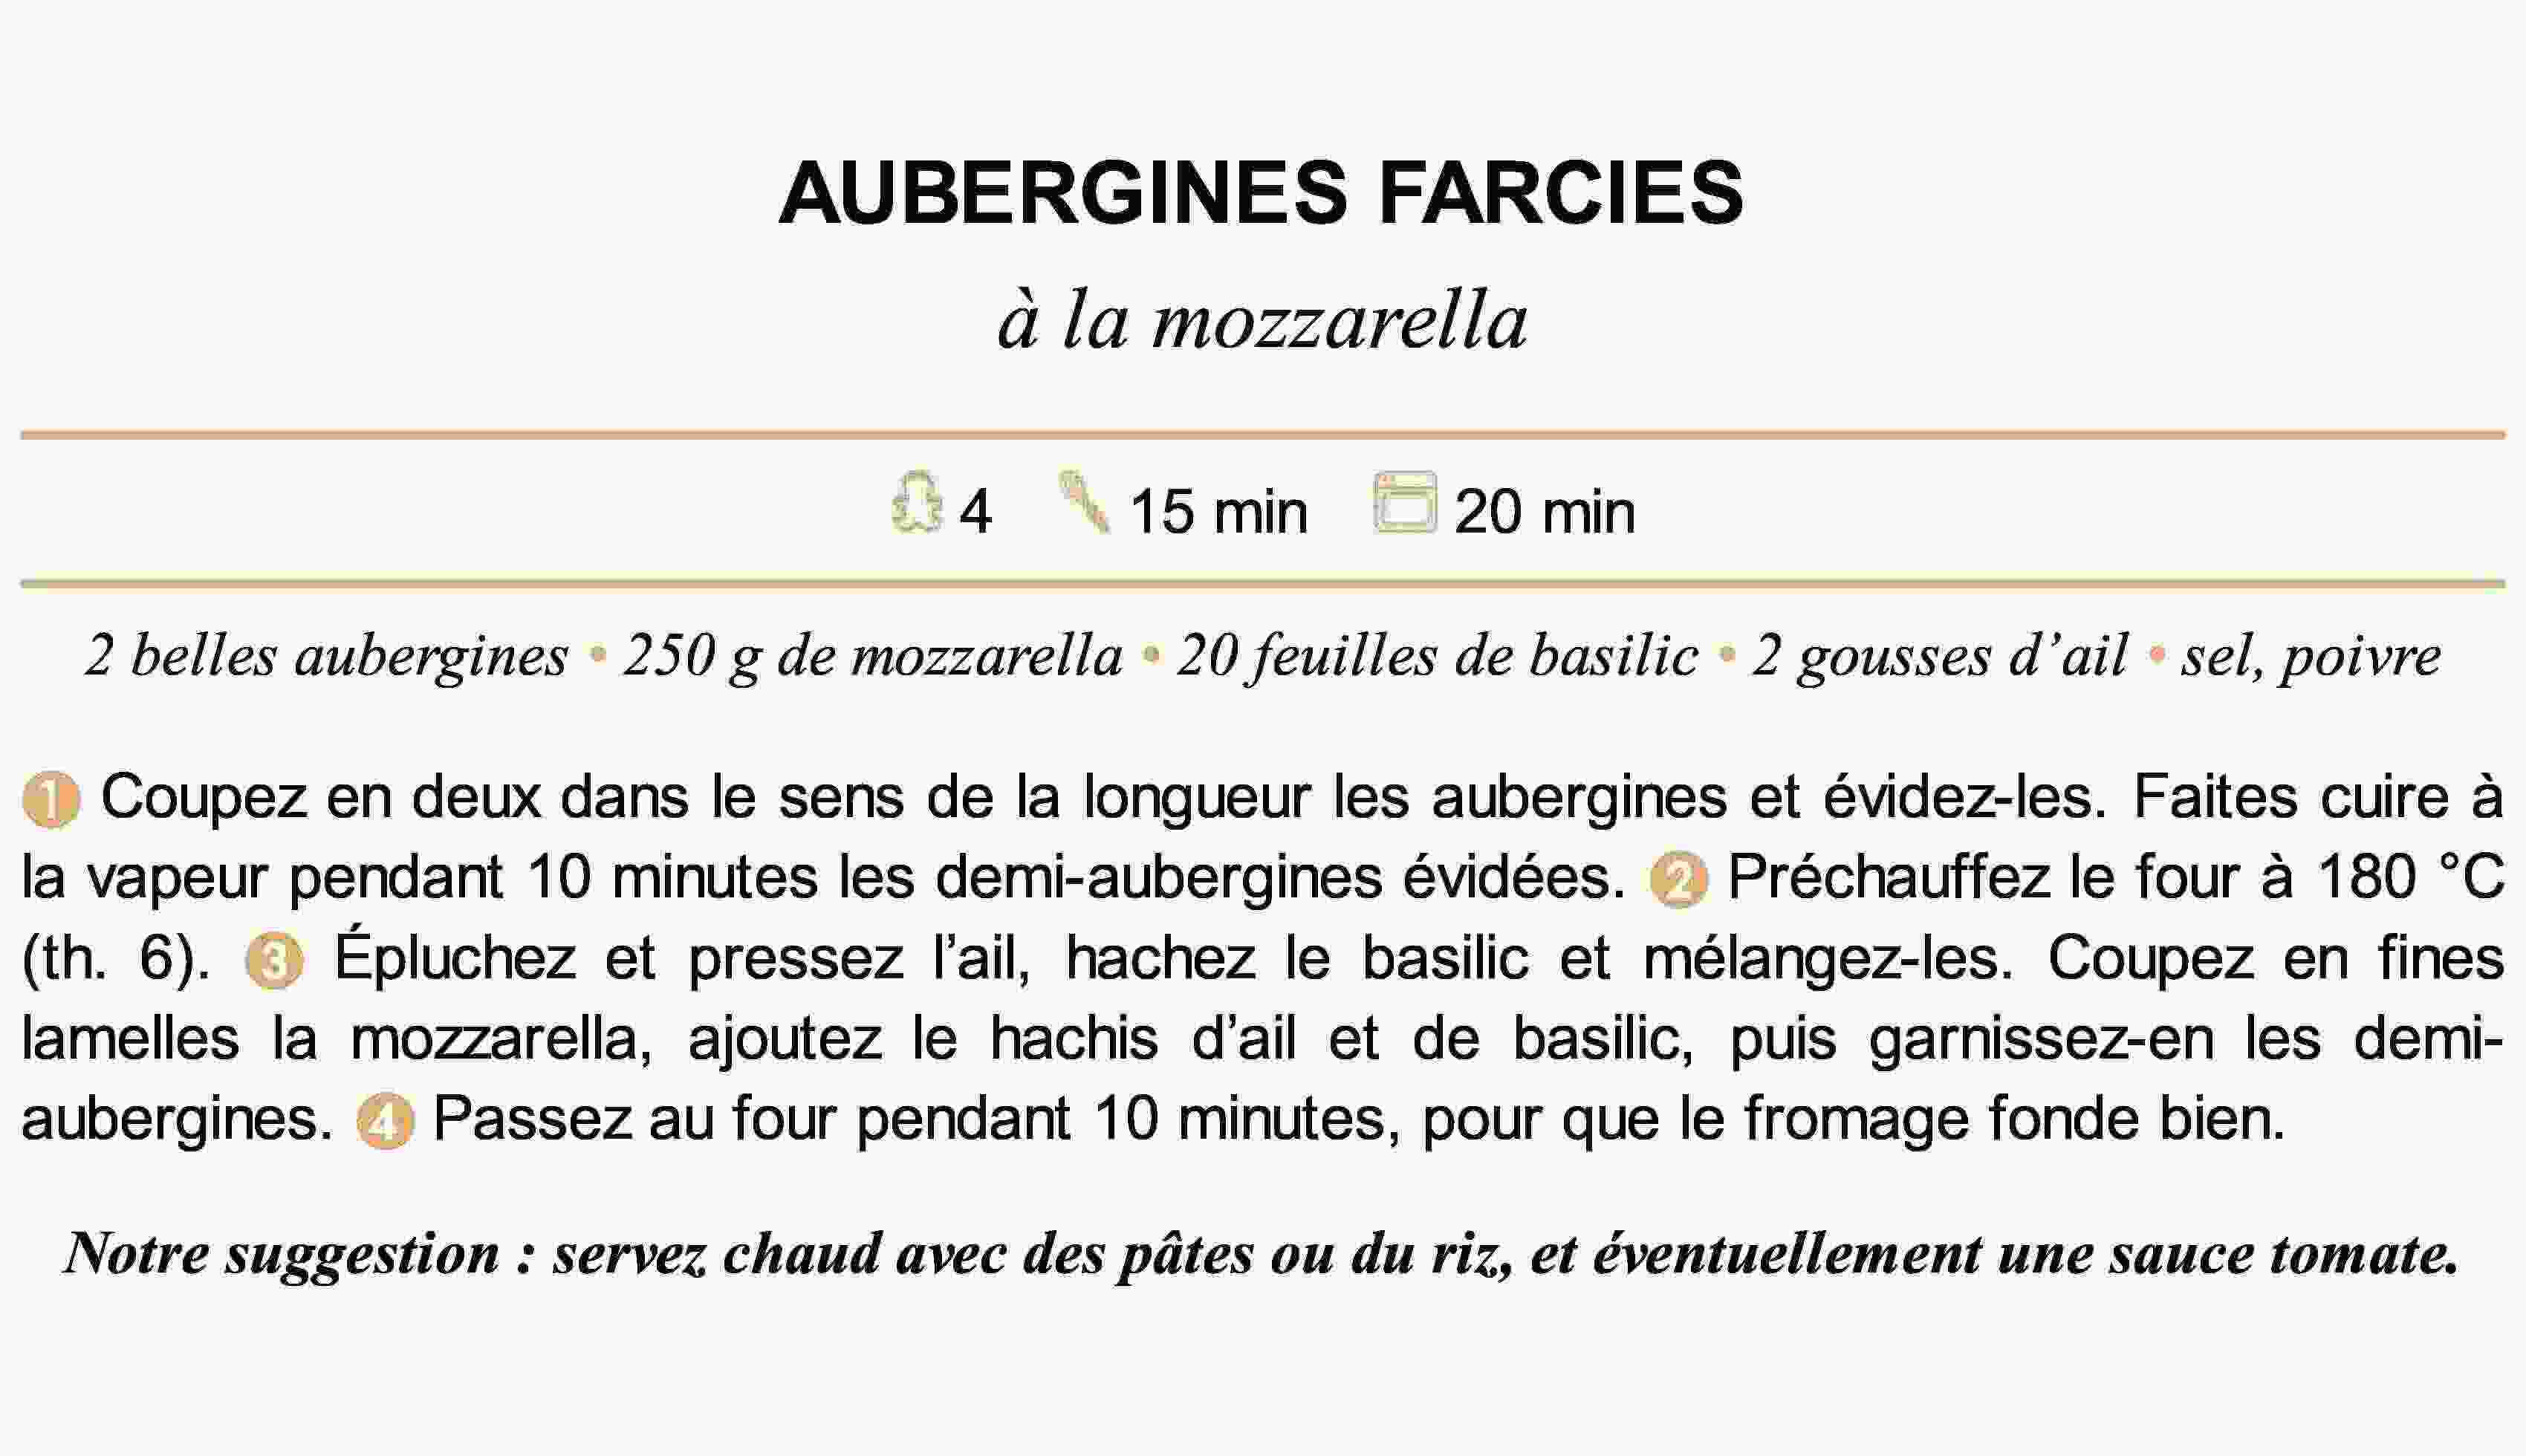 AUBERGINES FARCIES
à la mozzarella
4 15 min 20 min
2 belles aubergines • 250 g de mozzarella • 20 feuilles de basilic • 2 gousses d’ail • sel, poivre
1 Coupez en deux dans le sens de la longueur les aubergines et évidez-les. Faites cuire à
la vapeur pendant 10 minutes les demi-aubergines évidées. 2 Préchauffez le four à 180 °C
(th. 6). 3 Épluchez et pressez l’ail, hachez le basilic et mélangez-les. Coupez en fines
lamelles la mozzarella, ajoutez le hachis d’ail et de basilic, puis garnissez-en les demi-
aubergines. 4 Passez au four pendant 10 minutes, pour que le fromage fonde bien.
Notre suggestion : servez chaud avec des pâtes ou du riz, et éventuellement une sauce tomate.